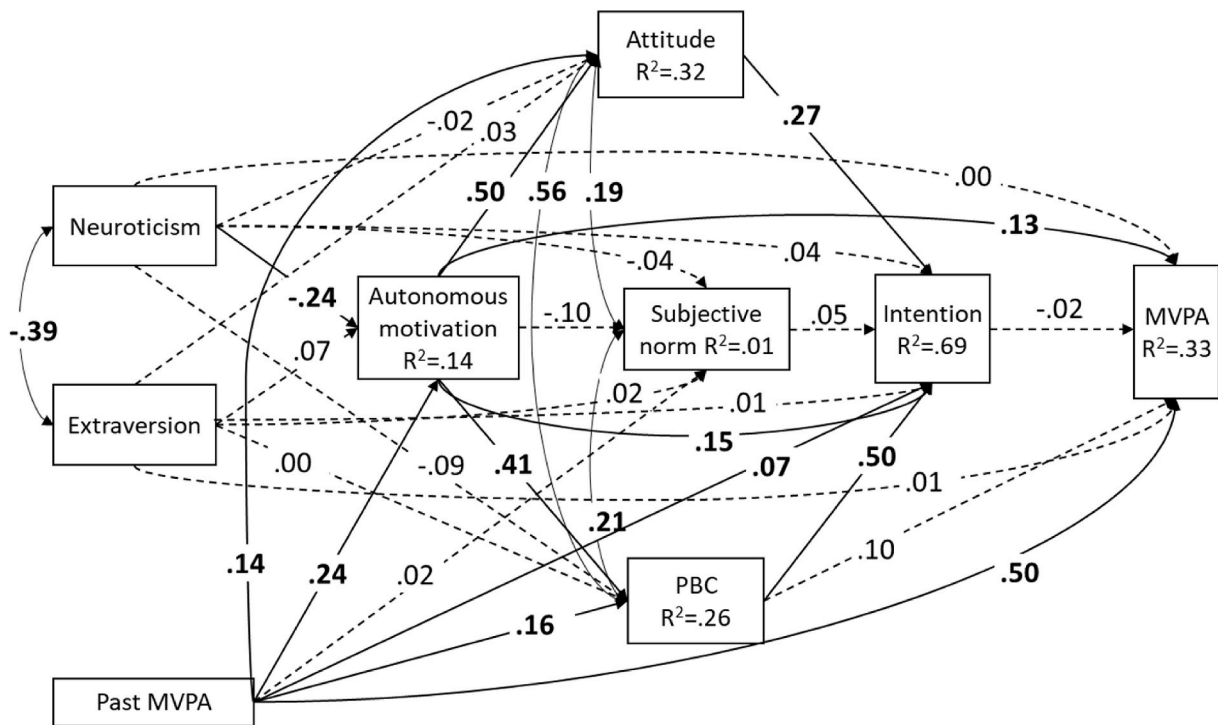 Attitude
R²=.32
-.02
.03
.27
.50
.56
.19
.00
Neuroticism
.13
-.04
.04
-.24
Autonomous
motivation
R²=.14
-.10
Subjective
norm R²=.01
.05
Intention
R²=.69
-.02
MVPA
R²=.33
-.39
.07
.02
.01
Extraversion
.15
.00
-.09
.41
.07
.50
.01
.21
.10
.14
.24
.02
PBC
R²=.26
.50
.16
Past MVPA